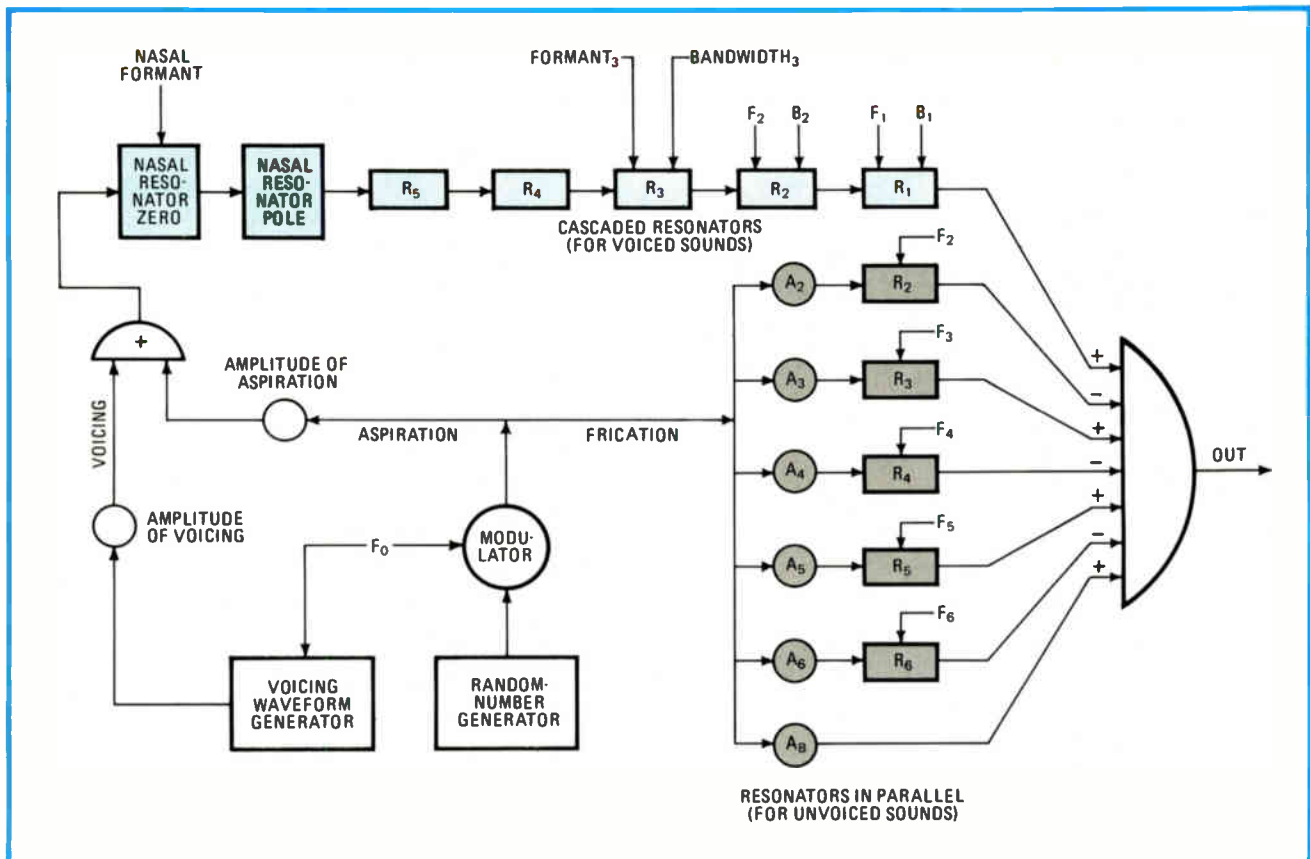 NASAL
FORMANT
FORMANT₃
BANDWIDTH₃
F₂
B₂
F₁
B₁
NASAL
RESO-
NATOR
ZERO
NASAL
RESO-
NATOR
POLE
R₅
R₄
R₃
R₂
R₁
CASCADED RESONATORS
(FOR VOICED SOUNDS)
F₂
A₂
R₂
+
AMPLITUDE OF
ASPIRATION
F₃
A₃
R₃
+
-
+
-
+
-
+
VOICING
ASPIRATION
FRICATION
F₄
A₄
R₄
OUT
AMPLITUDE
OF VOICING
F₀
MODU-
LATOR
F₅
A₅
R₅
F₆
A₆
R₆
VOICING
WAVEFORM
GENERATOR
RANDOM-
NUMBER
GENERATOR
A_B
RESONATORS IN PARALLEL
(FOR UNVOICED SOUNDS)